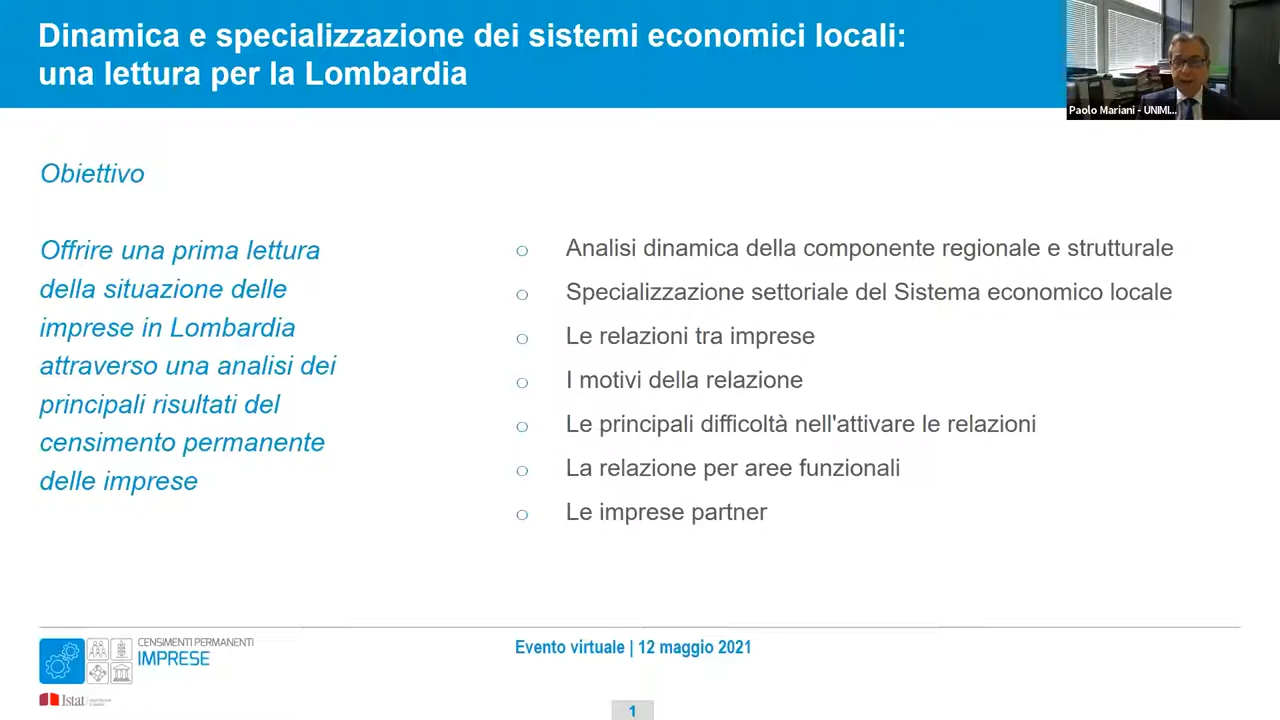 Dinamica e specializzazione dei sistemi economici locali:
una lettura per la Lombardia
Paolo Mariani - UNIMI...
Obiettivo
Offrire una prima lettura
della situazione delle
imprese in Lombardia
attraverso una analisi dei
principali risultati del
censimento permanente
delle imprese
o Analisi dinamica della componente regionale e strutturale
o Specializzazione settoriale del Sistema economico locale
o Le relazioni tra imprese
o I motivi della relazione
o Le principali difficoltà nell'attivare le relazioni
o La relazione per aree funzionali
o Le imprese partner
CENSIMENTI PERMANENTI
IMPRESE
Istat
Evento virtuale | 12 maggio 2021
1